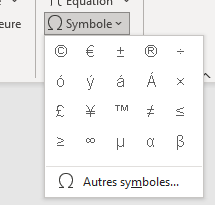 π Équation
eure
Ω Symbole
© € ± ® ÷
ó ý á Á ×
£ ¥ ™ ≠ ≤
≥ ∞ µ α β
Ω Autres symboles...